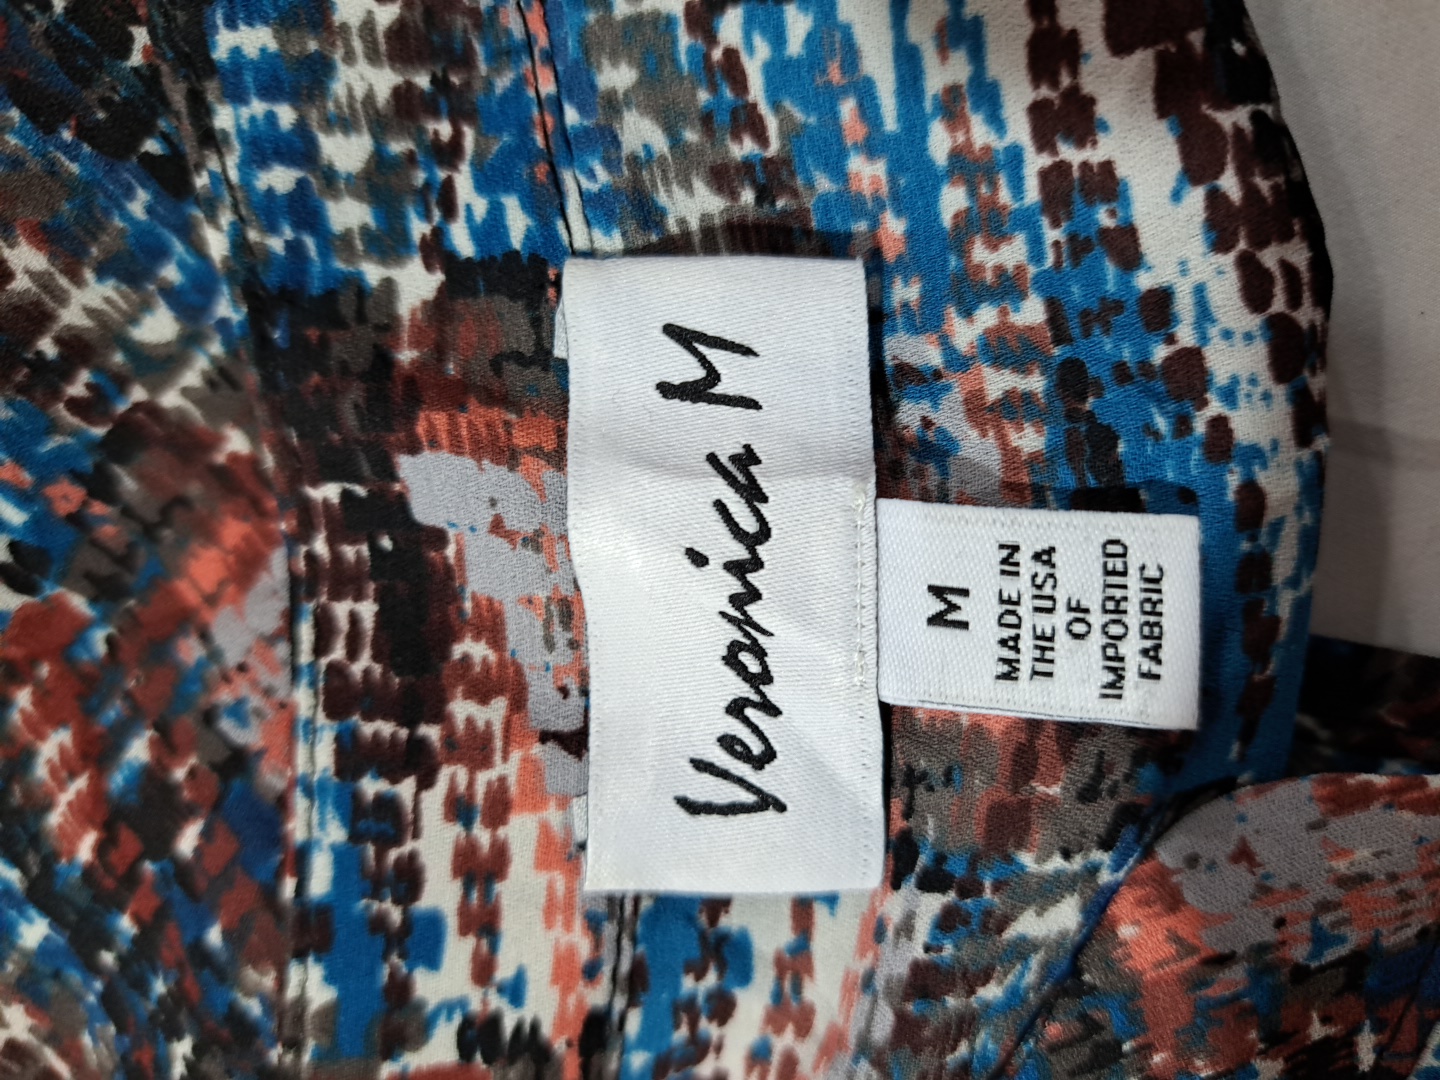 Veronica M
M
MADE IN
THE USA
OF
IMPORTED
FABRIC